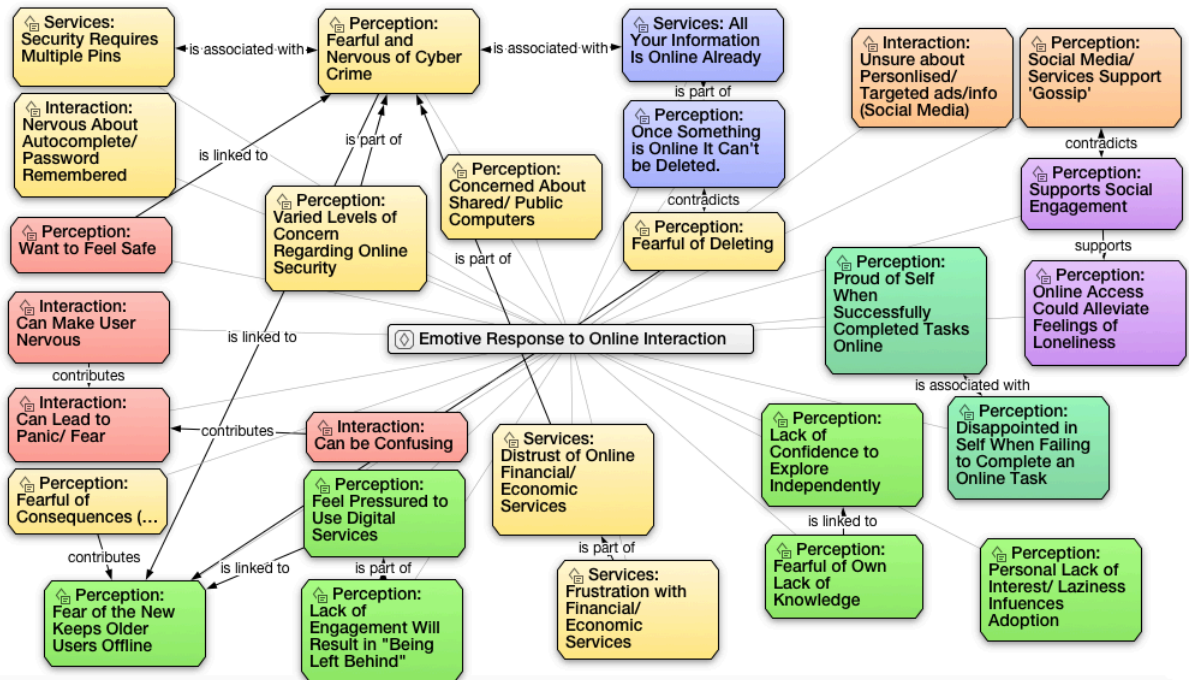 Services:
Security Requires
Multiple Pins
is associated with
Perception:
Fearful and
Nervous of Cyber
Crime
is associated with
Services: All
Your Information
Is Online Already
is part of
Interaction:
Unsure about
Personlised/
Targeted ads/info
(Social Media)
Perception:
Social Media/
Services Support
'Gossip'
contradicts
Interaction:
Nervous About
Autocomplete/
Password
Remembered
is linked to
is part of
Perception:
Once Something
is Online It Can't
be Deleted.
contradicts
Perception:
Concerned About
Shared/ Public
Computers
is part of
Perception:
Varied Levels of
Concern
Regarding Online
Security
Perception:
Supports Social
Engagement
supports
Perception:
Want to Feel Safe
Perception:
Fearful of Deleting
Perception:
Proud of Self
When
Successfully
Completed Tasks
Online
is associated with
Perception:
Online Access
Could Alleviate
Feelings of
Loneliness
Interaction:
Can Make User
Nervous
contributes
is linked to
Emotive Response to Online Interaction
Interaction:
Can Lead to
Panic/ Fear
contributes
Interaction:
Can be Confusing
Services:
Distrust of Online
Financial/
Economic
Services
is part of
Perception:
Lack of
Confidence to
Explore
Independently
is linked to
Perception:
Disappointed in
Self When Failing
to Complete an
Online Task
Perception:
Fearful of
Consequences (...
contributes
Perception:
Feel Pressured to
Use Digital
Services
is linked to
is part of
Perception:
Fearful of Own
Lack of
Knowledge
Perception:
Personal Lack of
Interest/ Laziness
Infuences
Adoption
Perception:
Fear of the New
Keeps Older
Users Offline
Perception:
Lack of
Engagement Will
Result in "Being
Left Behind"
Services:
Frustration with
Financial/
Economic
Services